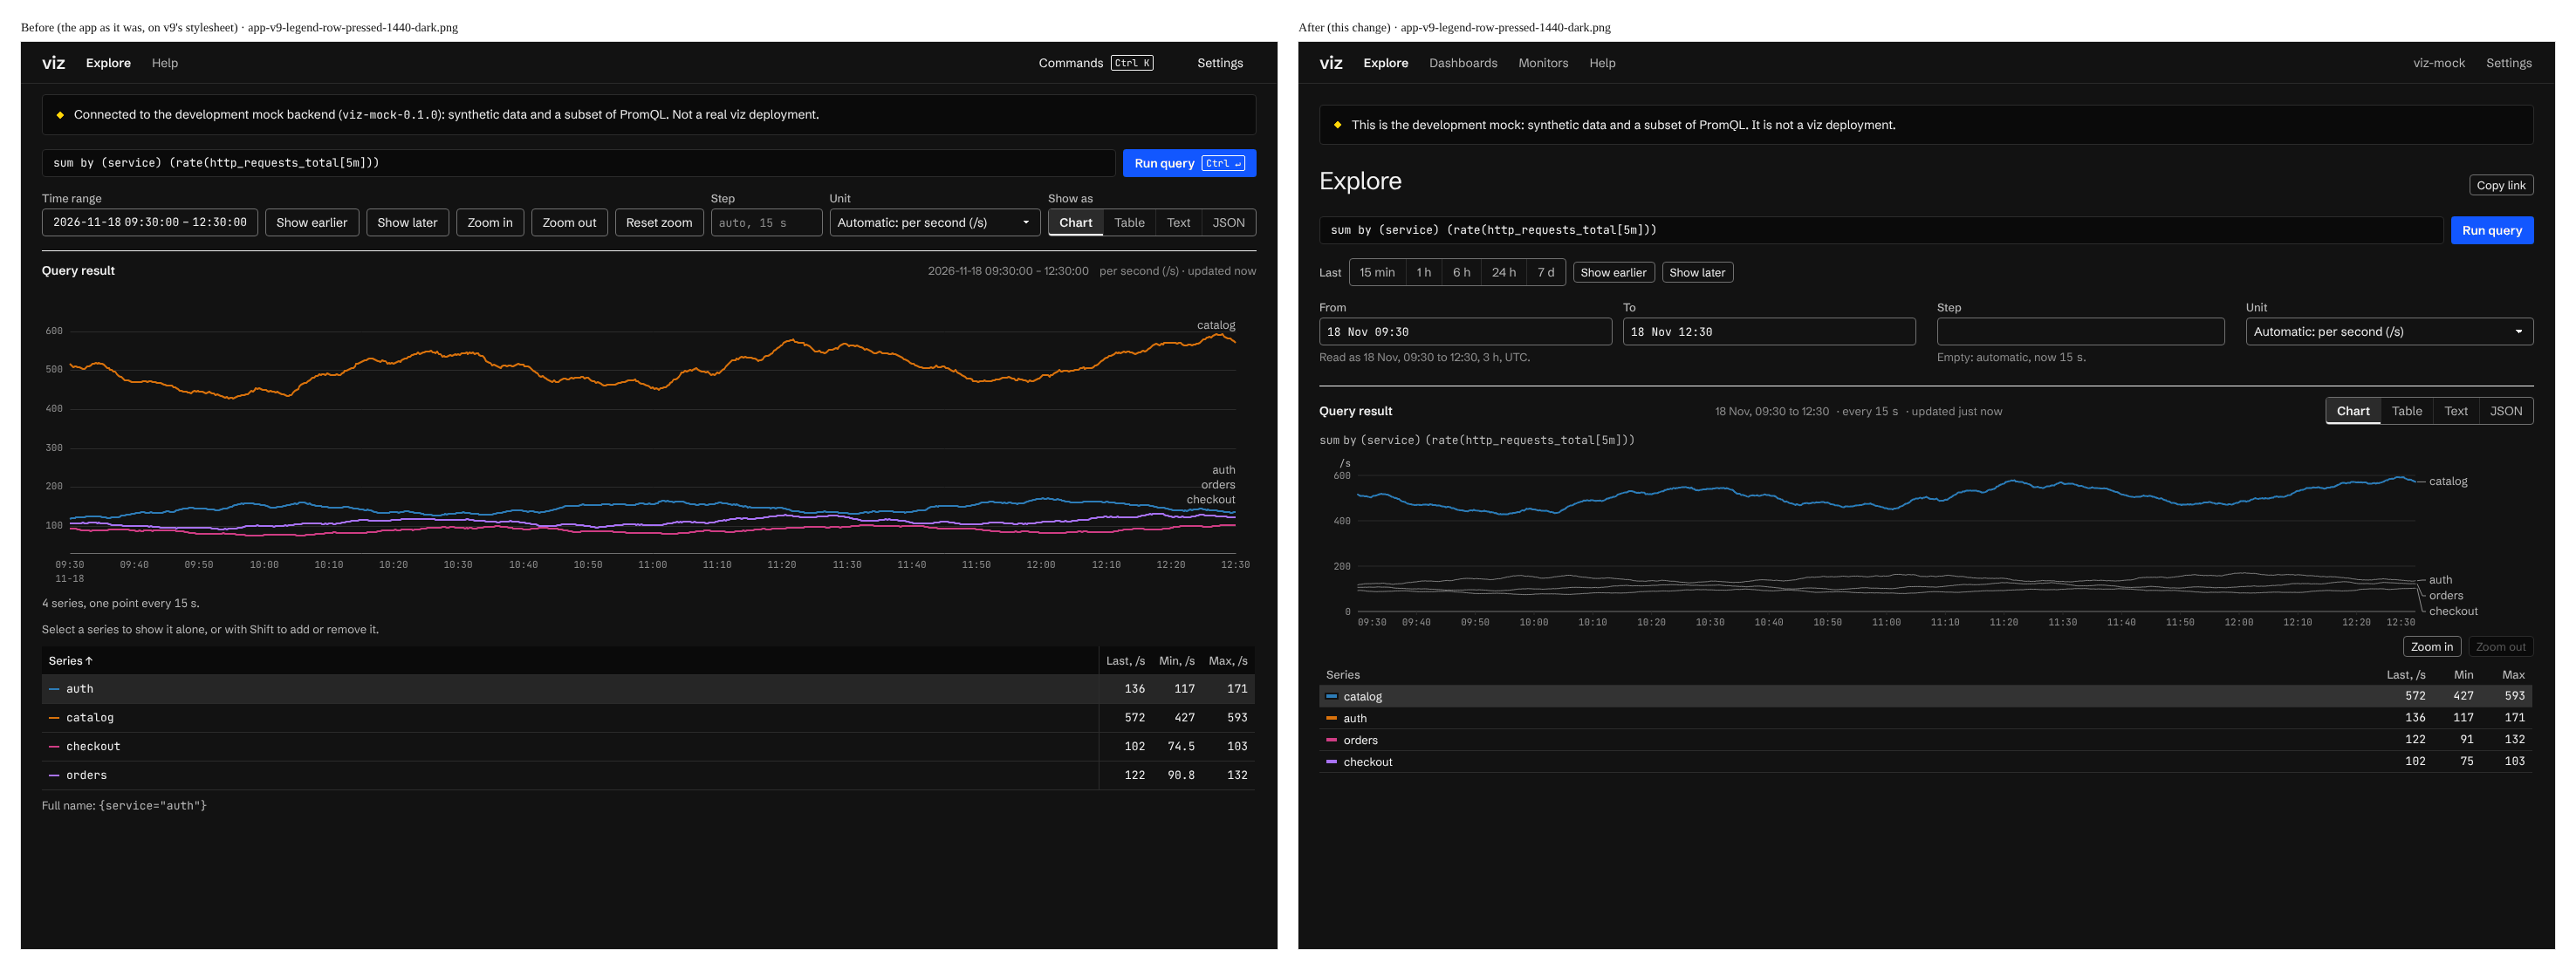 Before (the app as it was, on v9's stylesheet) · app-v9-legend-row-pressed-1440-dark.png
viz Explore Help Commands Ctrl K Settings
Connected to the development mock backend (viz-mock-0.1.0): synthetic data and a subset of PromQL. Not a real viz deployment.
sum by (service) (rate(http_requests_total[5m])) Run query Ctrl ↵
Time range Step Unit Show as
2026-11-18 09:30:00 – 12:30:00 Show earlier Show later Zoom in Zoom out Reset zoom auto, 15 s Automatic: per second (/s) Chart Table Text JSON
Query result 2026-11-18 09:30:00 – 12:30:00 per second (/s) · updated now
catalog
600
500
400
300
auth
200
orders
checkout
100
09:30 09:40 09:50 10:00 10:10 10:20 10:30 10:40 10:50 11:00 11:10 11:20 11:30 11:40 11:50 12:00 12:10 12:20 12:30
11-18
4 series, one point every 15 s.
Select a series to show it alone, or with Shift to add or remove it.
Series ↑ Last, /s Min, /s Max, /s
auth 136 117 171
catalog 572 427 593
checkout 102 74.5 103
orders 122 90.8 132
Full name: {service="auth"}
After (this change) · app-v9-legend-row-pressed-1440-dark.png
viz Explore Dashboards Monitors Help viz-mock Settings
This is the development mock: synthetic data and a subset of PromQL. It is not a viz deployment.
Explore Copy link
sum by (service) (rate(http_requests_total[5m])) Run query
Last 15 min 1 h 6 h 24 h 7 d Show earlier Show later
From To Step Unit
18 Nov 09:30 18 Nov 12:30 Automatic: per second (/s)
Read as 18 Nov, 09:30 to 12:30, 3 h, UTC. Empty: automatic, now 15 s.
Query result 18 Nov, 09:30 to 12:30 · every 15 s · updated just now Chart Table Text JSON
sum by (service) (rate(http_requests_total[5m]))
/s
600
catalog
400
200
auth
orders
0 checkout
09:30 09:40 09:50 10:00 10:10 10:20 10:30 10:40 10:50 11:00 11:10 11:20 11:30 11:40 11:50 12:00 12:10 12:20 12:30
Zoom in Zoom out
Series Last, /s Min Max
catalog 572 427 593
auth 136 117 171
orders 122 91 132
checkout 102 75 103